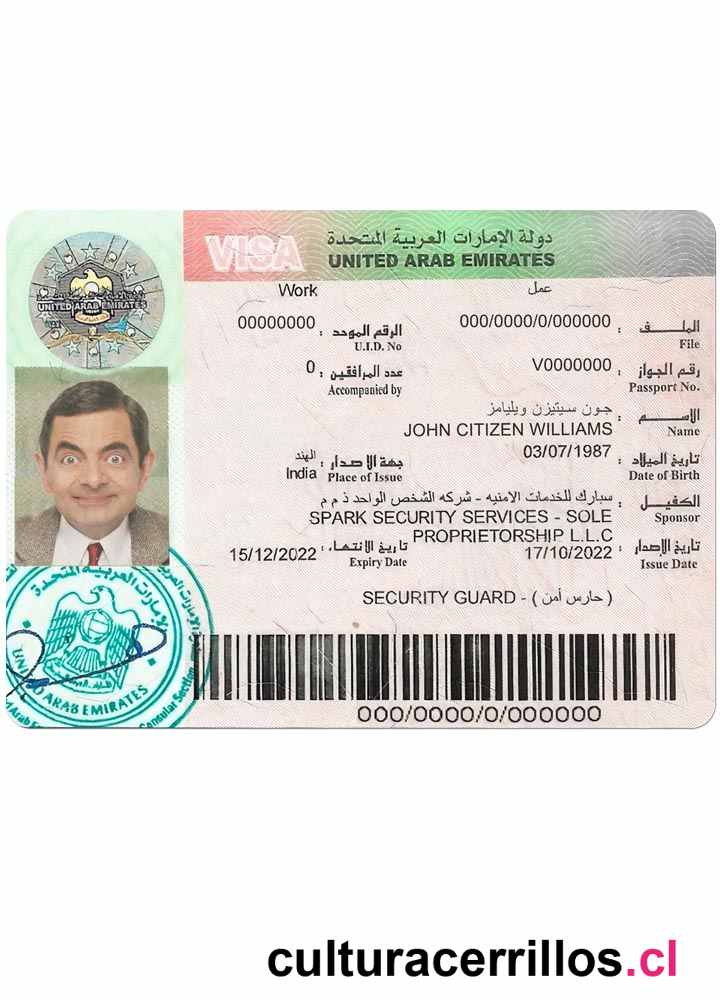 VISA
دولة الإمارات العربية المتحدة
UNITED ARAB EMIRATES
UNITED ARAB EMIRATES
Work
عمل
00000000 : الرقم الموحد
U.I.D. No
000/0000/0/000000 : الملف
File
0 : عدد المرافقين
Accompanied by
V0000000 : رقم الجواز
Passport No.
جون سيتيزن ويليامز : الاسم
JOHN CITIZEN WILLIAMS
Name
الهند : جهة الاصدار
India
Place of Issue
03/07/1987 : تاريخ الميلاد
Date of Birth
سبارك للخدمات الامنيه - شركه الشخص الواحد ذ م م : الكفيل
SPARK SECURITY SERVICES - SOLE
PROPRIETORSHIP L.L.C
Sponsor
15/12/2022 : تاريخ الانتهاء
Expiry Date
17/10/2022 : تاريخ الإصدار
Issue Date
SECURITY GUARD - ( حارس أمن )
000/0000/0/000000
الإمارات العربية المتحدة
UNITED ARAB EMIRATES
Consular Section
culturacerrillos.cl